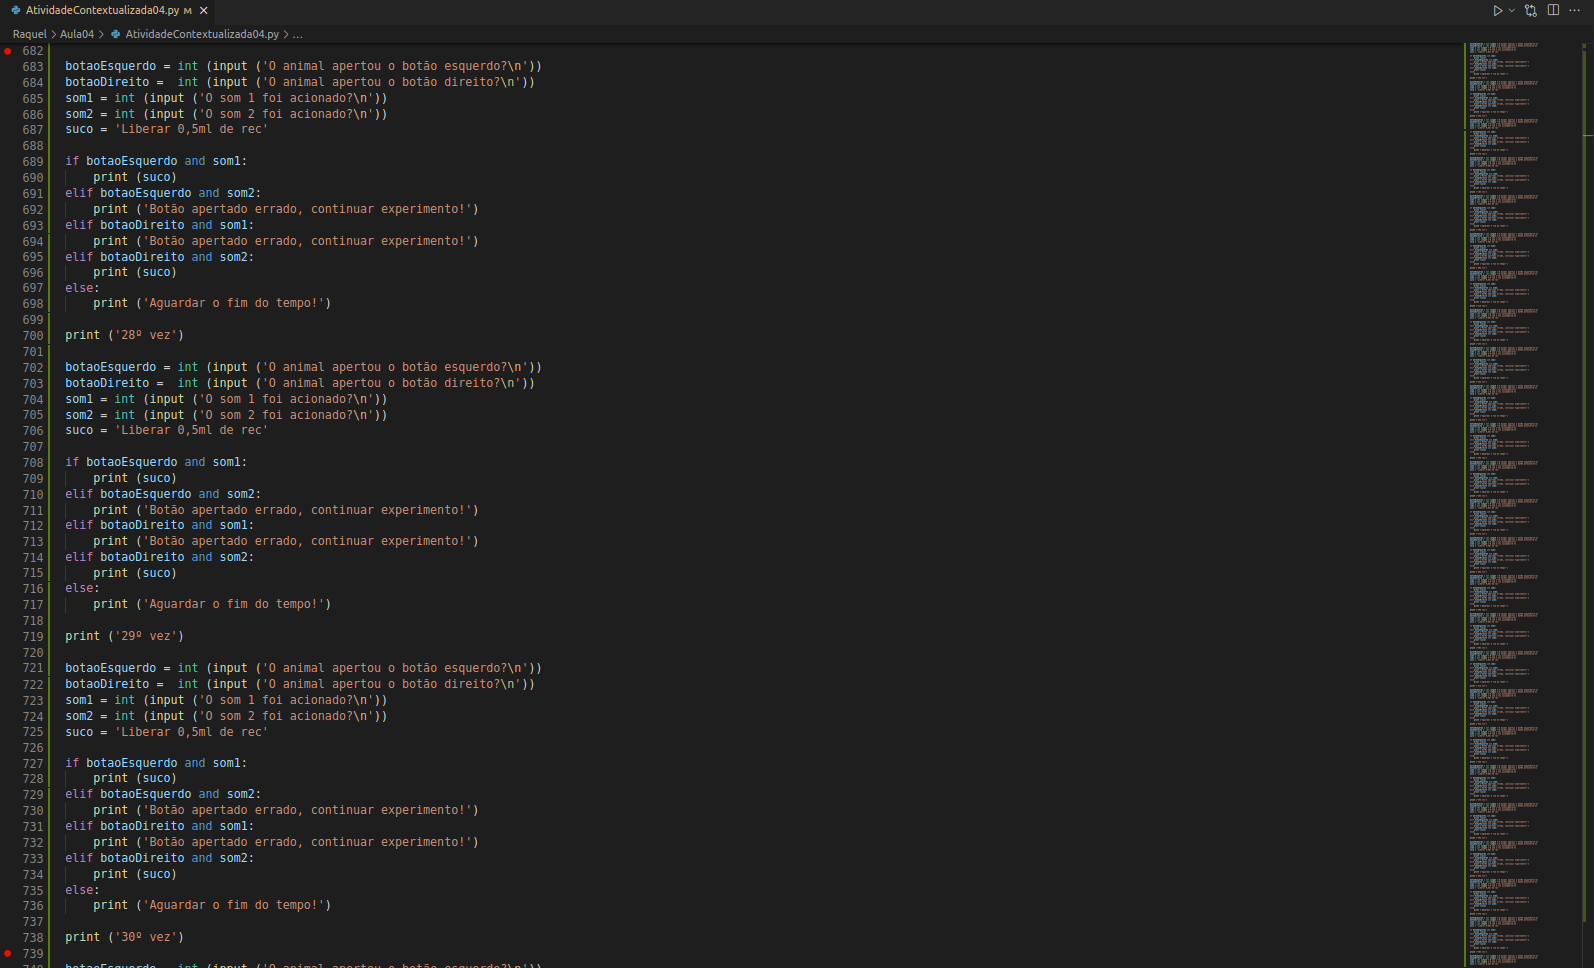 AtividadeContextualizada04.py M
Raquel > Aula04 > AtividadeContextualizada04.py > ...
682
683 botaoEsquerdo = int (input ('O animal apertou o botão esquerdo?\n'))
684 botaoDireito =  int (input ('O animal apertou o botão direito?\n'))
685 som1 = int (input ('O som 1 foi acionado?\n'))
686 som2 = int (input ('O som 2 foi acionado?\n'))
687 suco = 'Liberar 0,5ml de rec'
688
689 if botaoEsquerdo and som1:
690     print (suco)
691 elif botaoEsquerdo and som2:
692     print ('Botão apertado errado, continuar experimento!')
693 elif botaoDireito and som1:
694     print ('Botão apertado errado, continuar experimento!')
695 elif botaoDireito and som2:
696     print (suco)
697 else:
698     print ('Aguardar o fim do tempo!')
699
700 print ('28º vez')
701
702 botaoEsquerdo = int (input ('O animal apertou o botão esquerdo?\n'))
703 botaoDireito =  int (input ('O animal apertou o botão direito?\n'))
704 som1 = int (input ('O som 1 foi acionado?\n'))
705 som2 = int (input ('O som 2 foi acionado?\n'))
706 suco = 'Liberar 0,5ml de rec'
707
708 if botaoEsquerdo and som1:
709     print (suco)
710 elif botaoEsquerdo and som2:
711     print ('Botão apertado errado, continuar experimento!')
712 elif botaoDireito and som1:
713     print ('Botão apertado errado, continuar experimento!')
714 elif botaoDireito and som2:
715     print (suco)
716 else:
717     print ('Aguardar o fim do tempo!')
718
719 print ('29º vez')
720
721 botaoEsquerdo = int (input ('O animal apertou o botão esquerdo?\n'))
722 botaoDireito =  int (input ('O animal apertou o botão direito?\n'))
723 som1 = int (input ('O som 1 foi acionado?\n'))
724 som2 = int (input ('O som 2 foi acionado?\n'))
725 suco = 'Liberar 0,5ml de rec'
726
727 if botaoEsquerdo and som1:
728     print (suco)
729 elif botaoEsquerdo and som2:
730     print ('Botão apertado errado, continuar experimento!')
731 elif botaoDireito and som1:
732     print ('Botão apertado errado, continuar experimento!')
733 elif botaoDireito and som2:
734     print (suco)
735 else:
736     print ('Aguardar o fim do tempo!')
737
738 print ('30º vez')
739
740 botaoEsquerdo = int (input ('O animal apertou o botão esquerdo?\n'))